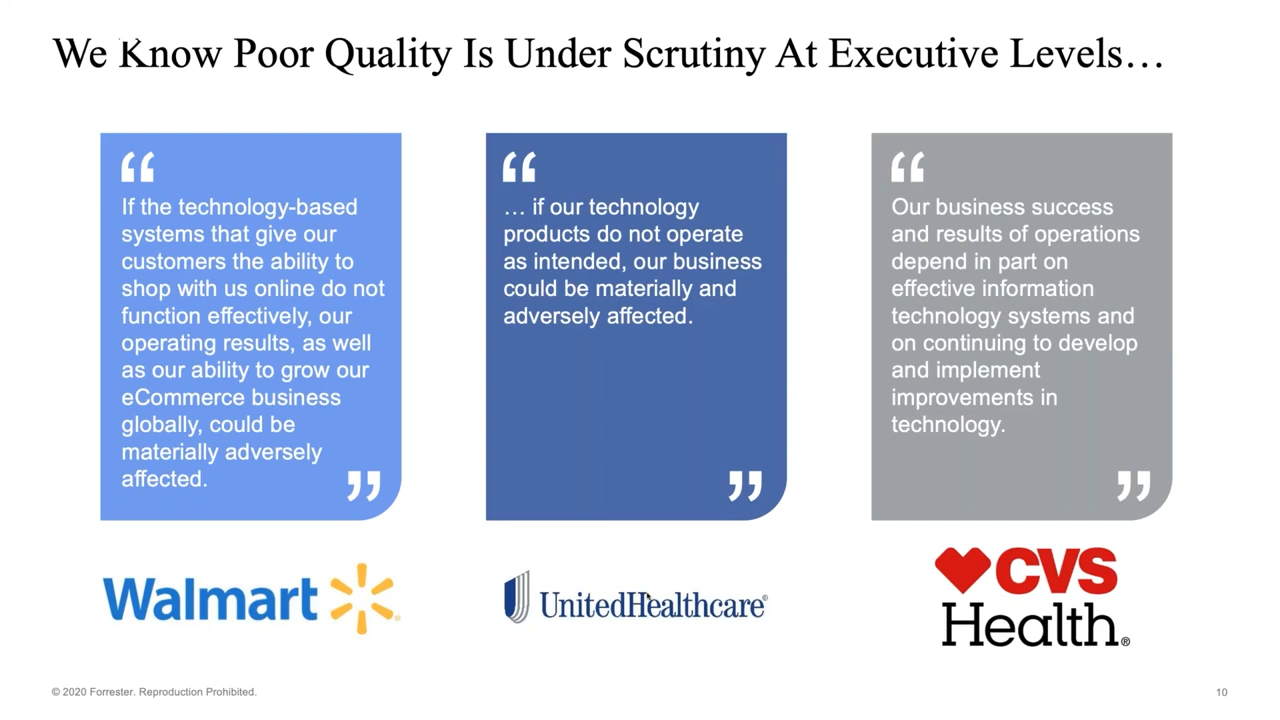 We Know Poor Quality Is Under Scrutiny At Executive Levels…
“
If the technology-based
systems that give our
customers the ability to
shop with us online do not
function effectively, our
operating results, as well
as our ability to grow our
eCommerce business
globally, could be
materially adversely
affected.
”
“
… if our technology
products do not operate
as intended, our business
could be materially and
adversely affected.
”
“
Our business success
and results of operations
depend in part on
effective information
technology systems and
on continuing to develop
and implement
improvements in
technology.
”
Walmart
UnitedHealthcare®
CVS
Health®
© 2020 Forrester. Reproduction Prohibited.
10